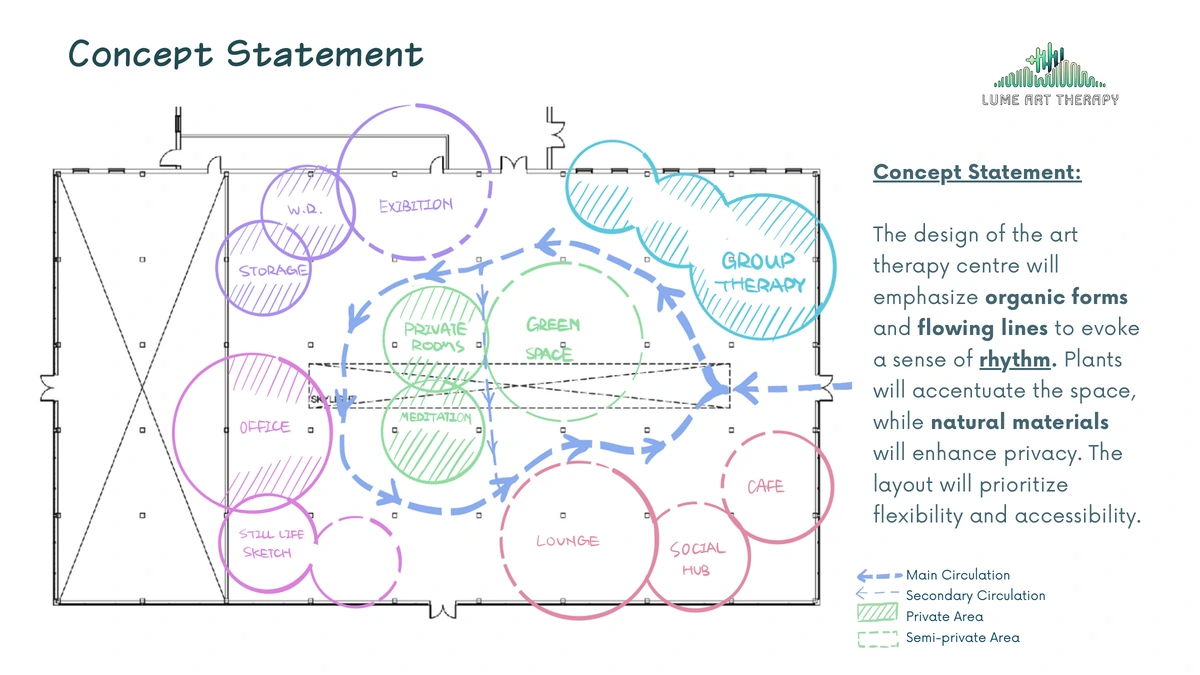 Concept Statement
LUME ART THERAPY
W.R.
EXIBITION
STORAGE
GROUP
THERAPY
PRIVATE
ROOMS
GREEN
SPACE
SKYLIGHT
MEDITATION
OFFICE
STILL LIFE
SKETCH
LOUNGE
SOCIAL
HUB
CAFE
Concept Statement:
The design of the art
therapy centre will
emphasize organic forms
and flowing lines to evoke
a sense of rhythm. Plants
will accentuate the space,
while natural materials
will enhance privacy. The
layout will prioritize
flexibility and accessibility.
Main Circulation
Secondary Circulation
Private Area
Semi-private Area